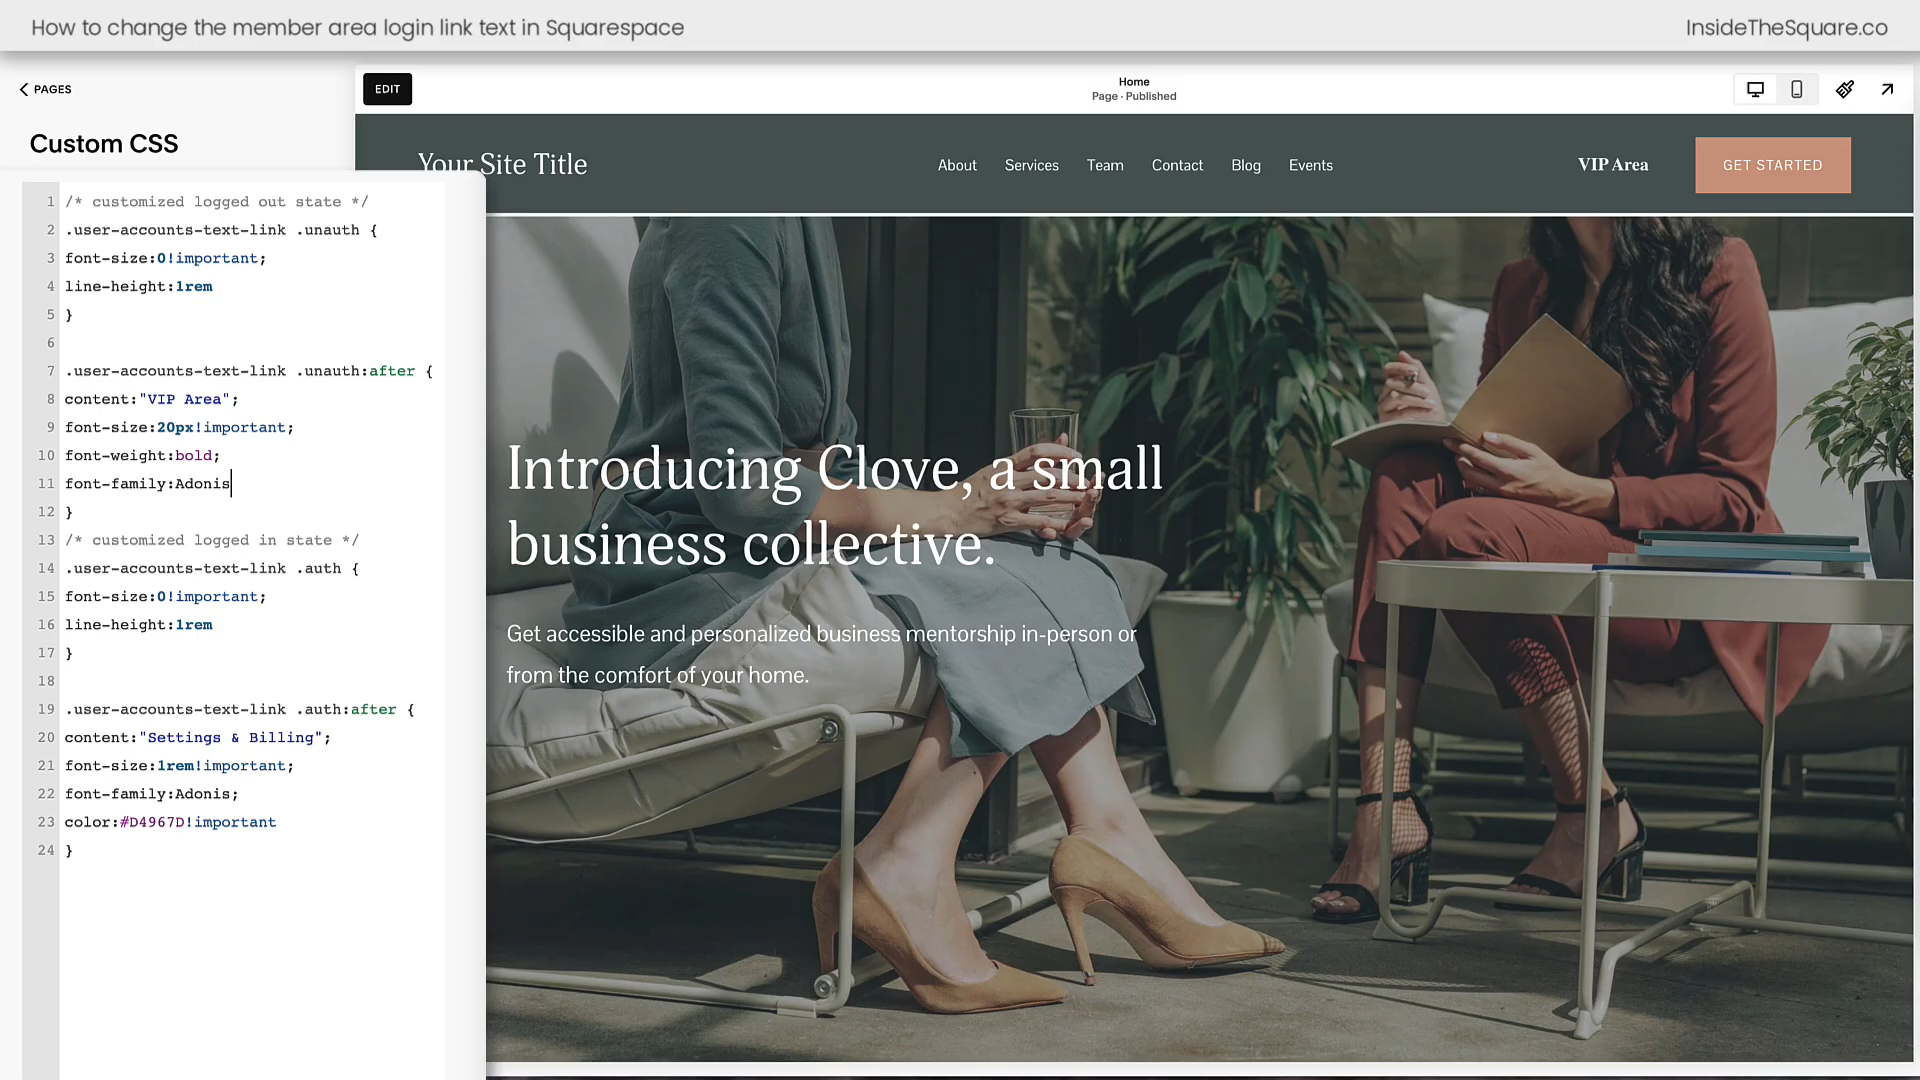 How to change the member area login link text in Squarespace
InsideTheSquare.co
PAGES
EDIT
Home
Page · Published
Custom CSS
Your Site Title
About Services Team Contact Blog Events
VIP Area
GET STARTED
1 /* customized logged out state */
2 .user-accounts-text-link .unauth {
3 font-size:0!important;
4 line-height:1rem
5 }
6
7 .user-accounts-text-link .unauth:after {
8 content:"VIP Area";
9 font-size:20px!important;
10 font-weight:bold;
11 font-family:Adonis
12 }
13 /* customized logged in state */
14 .user-accounts-text-link .auth {
15 font-size:0!important;
16 line-height:1rem
17 }
18
19 .user-accounts-text-link .auth:after {
20 content:"Settings & Billing";
21 font-size:1rem!important;
22 font-family:Adonis;
23 color:#D4967D!important
24 }
Introducing Clove, a small
business collective.
Get accessible and personalized business mentorship in-person or
from the comfort of your home.